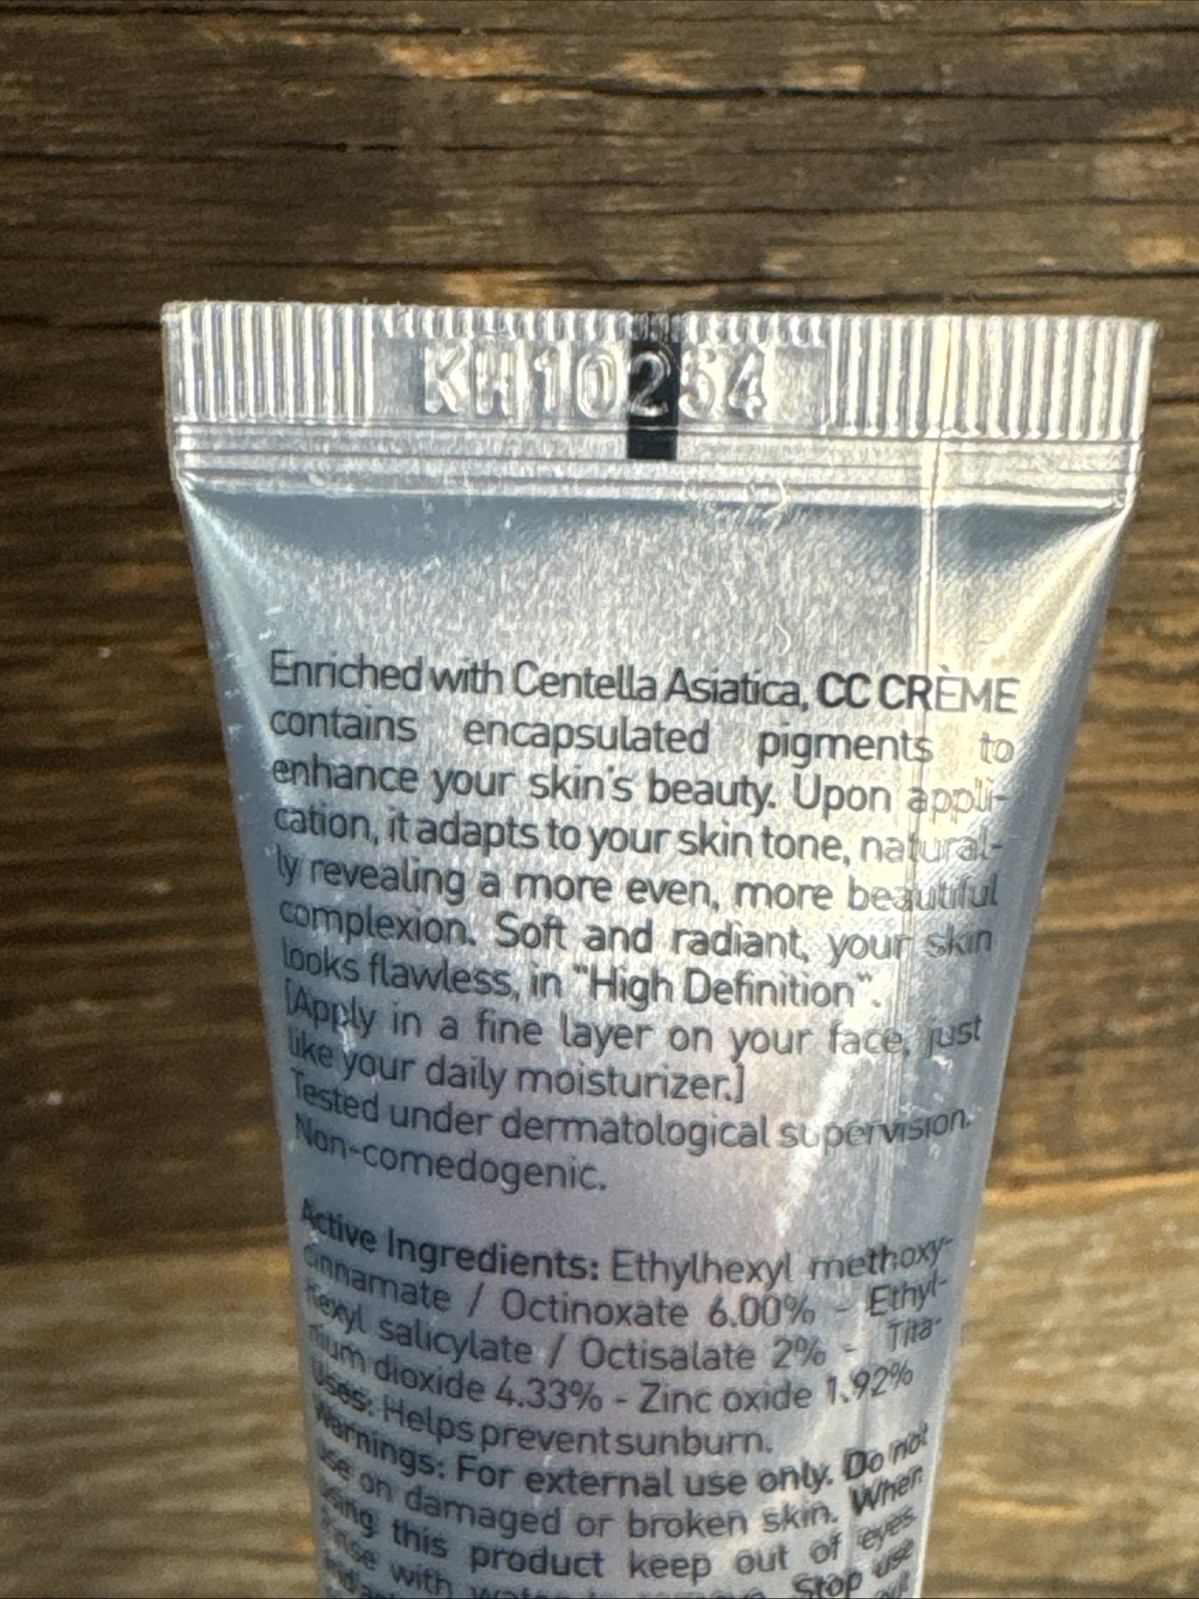 KH10254
Enriched with Centella Asiatica, CC CRÈME
contains encapsulated pigments to
enhance your skin's beauty. Upon appli-
cation, it adapts to your skin tone, natural-
ly revealing a more even, more beautiful
complexion. Soft and radiant, your skin
looks flawless, in "High Definition".
[Apply in a fine layer on your face, just
like your daily moisturizer.]
Tested under dermatological supervision.
Non-comedogenic.
Active Ingredients: Ethylhexyl methoxy-
cinnamate / Octinoxate 6.00% - Ethyl-
hexyl salicylate / Octisalate 2% - Tita-
nium dioxide 4.33% - Zinc oxide 1.92%
Uses: Helps prevent sunburn.
Warnings: For external use only. Do not
use on damaged or broken skin. When
using this product keep out of eyes.
Rinse with water to remove. Stop use